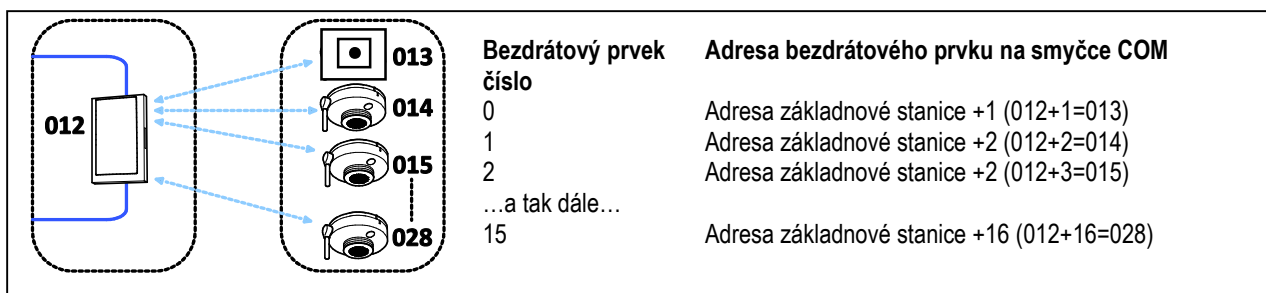 012
013
014
015
028
Bezdrátový prvek číslo Adresa bezdrátového prvku na smyčce COM
0 Adresa základnové stanice +1 (012+1=013)
1 Adresa základnové stanice +2 (012+2=014)
2 Adresa základnové stanice +2 (012+3=015)
…a tak dále…
15 Adresa základnové stanice +16 (012+16=028)